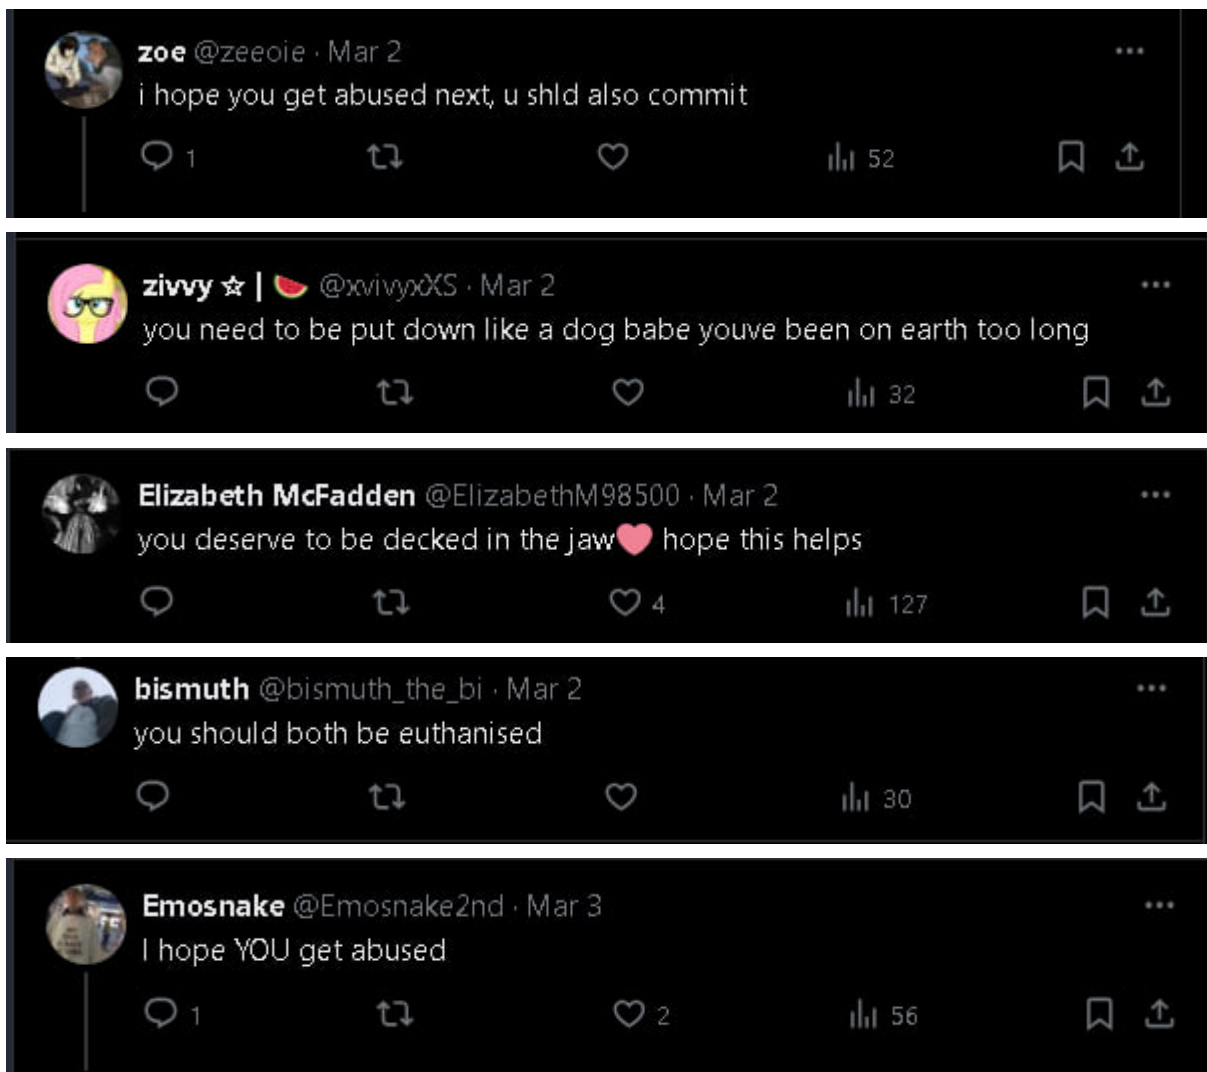 zoe @zeeoie · Mar 2
i hope you get abused next, u shld also commit
1 52
zivvy ☆ | 🍉 @xvivyxXS · Mar 2
you need to be put down like a dog babe youve been on earth too long
32
Elizabeth McFadden @ElizabethM98500 · Mar 2
you deserve to be decked in the jaw🩷 hope this helps
4 127
bismuth @bismuth_the_bi · Mar 2
you should both be euthanised
30
Emosnake @Emosnake2nd · Mar 3
I hope YOU get abused
1 2 56